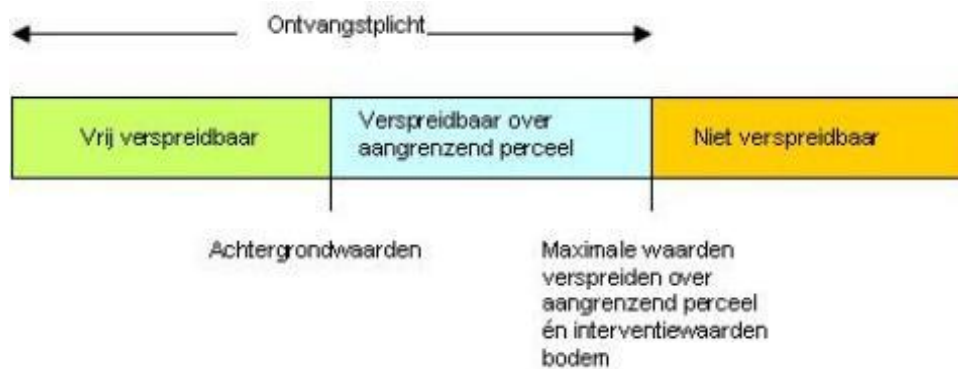 Ontvangstplicht
Vrij verspreidbaar
Verspreidbaar over
aangrenzend perceel
Niet verspreidbaar
Achtergrondwaarden
Maximale waarden
verspreiden over
aangrenzend perceel
én interventiewaarden
bodem